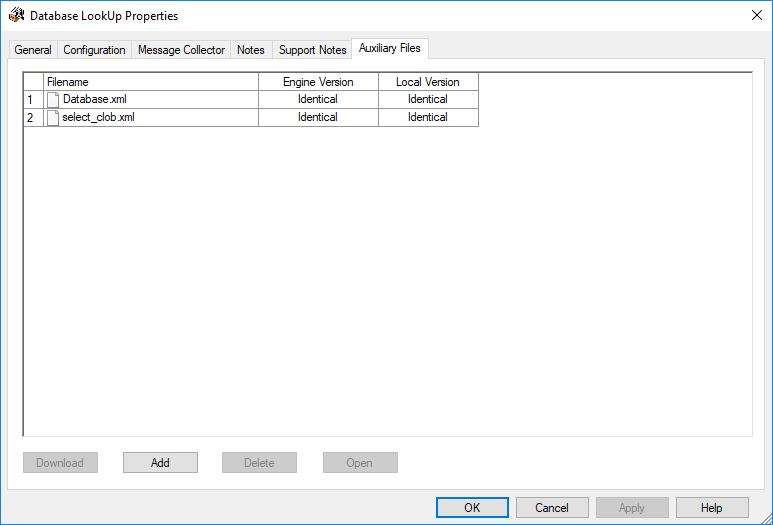 Database LookUp Properties
General Configuration Message Collector Notes Support Notes Auxiliary Files
Filename Engine Version Local Version
1 Database.xml Identical Identical
2 select_clob.xml Identical Identical
Download Add Delete Open
OK Cancel Apply Help